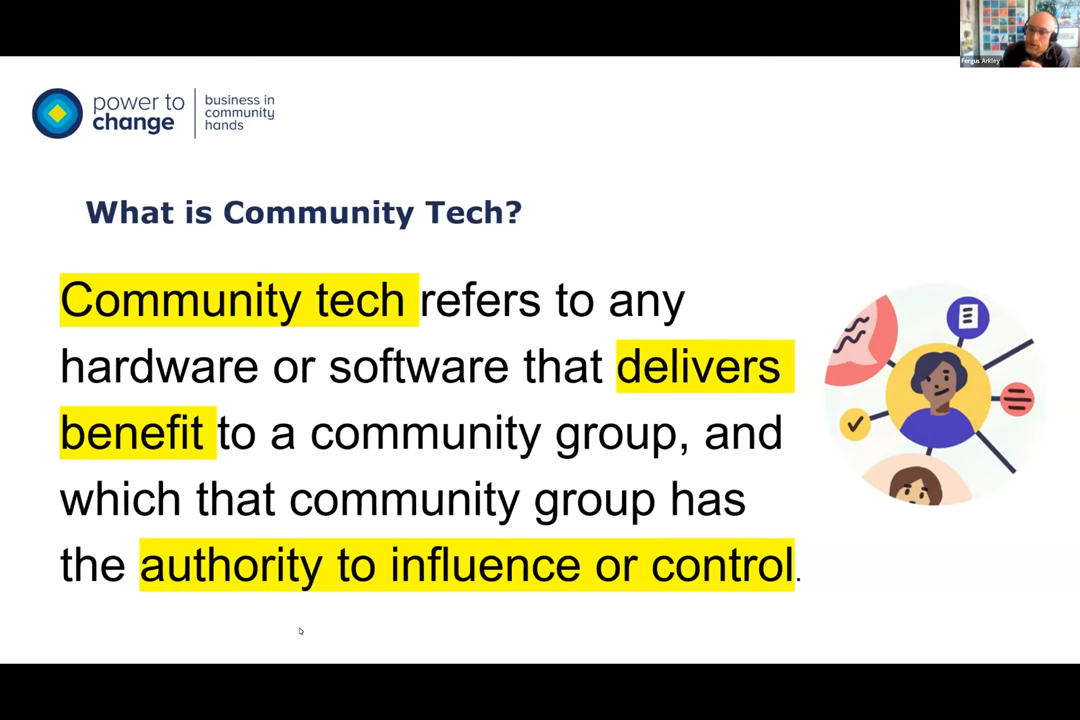 Fergus Arkley
power to
change
business in
community
hands
What is Community Tech?
Community tech refers to any
hardware or software that delivers
benefit to a community group, and
which that community group has
the authority to influence or control.